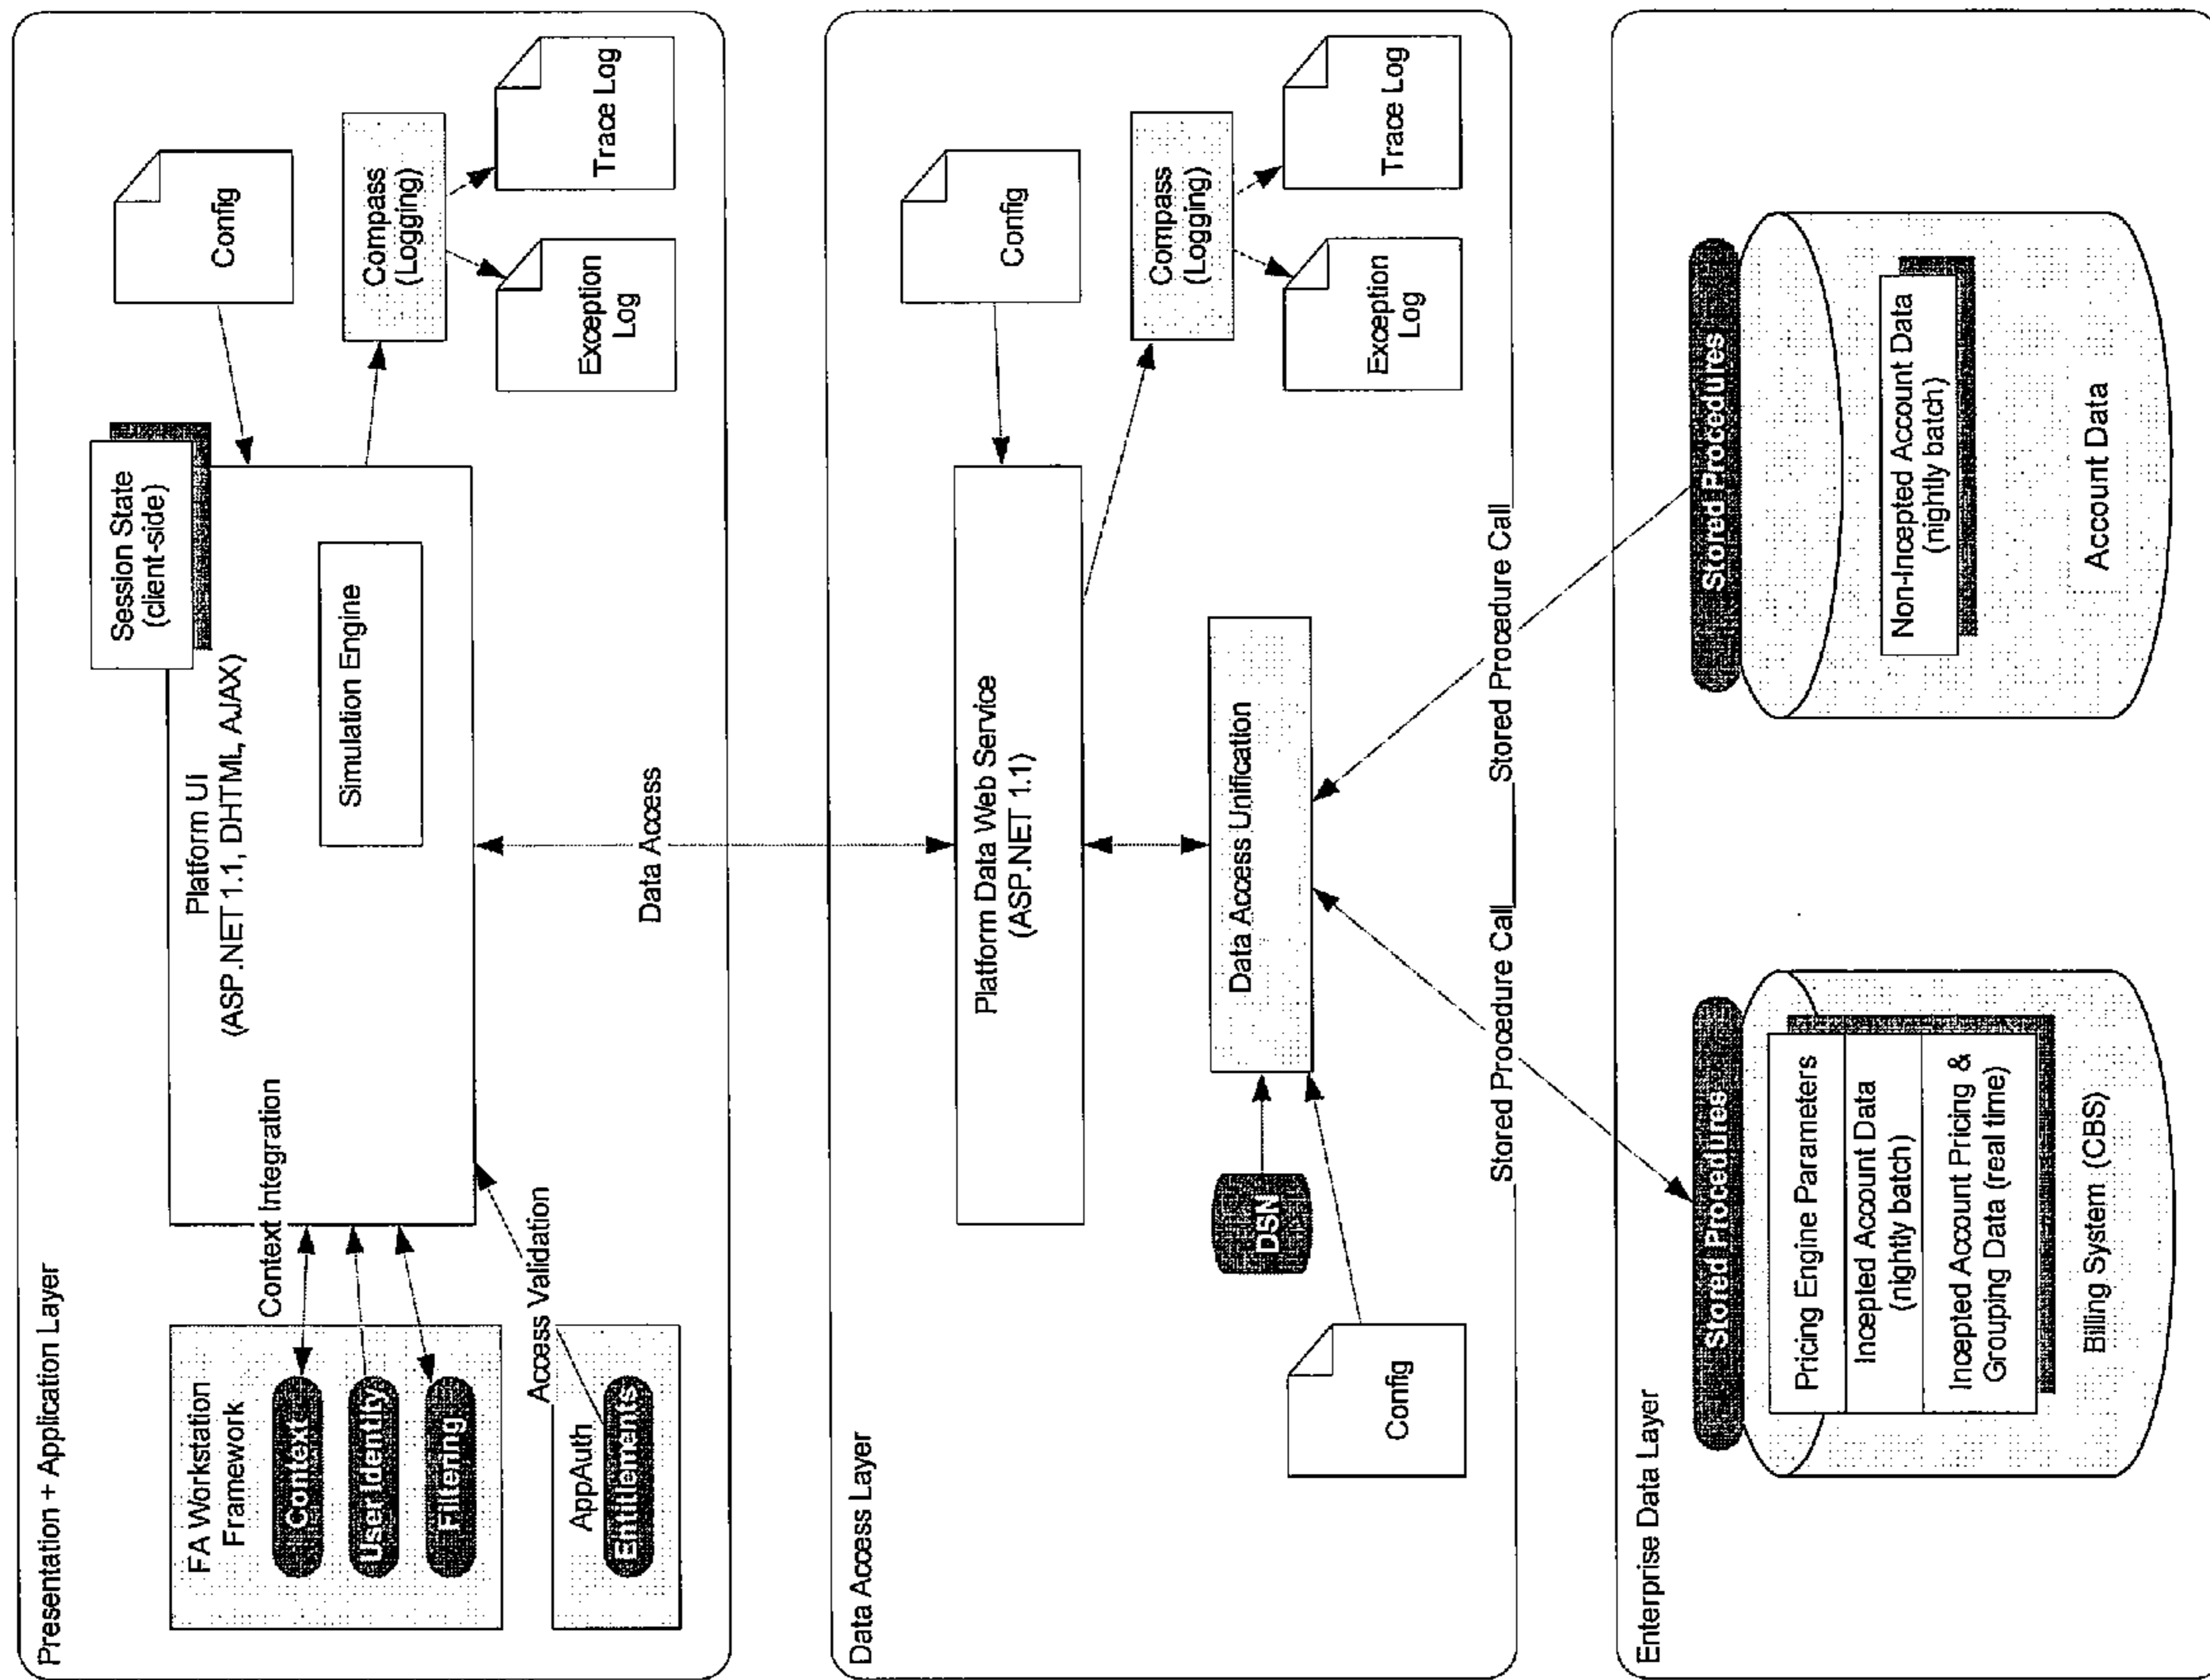 Presentation + Application Layer
FA Workstation
Framework
Context
User Identity
Filtering
AppAuth
Entitlements
Context Integration
Access Validation
Platform UI
(ASP.NET 1.1, DHTML, AJAX)
Session State
(client-side)
Simulation Engine
Config
Compass
(Logging)
Exception
Log
Trace Log
Data Access
Data Access Layer
Platform Data Web Service
(ASP.NET 1.1)
Config
Compass
(Logging)
Exception
Log
Trace Log
Data Access Unification
DSN
Config
Stored Procedure Call
Stored Procedure Call
Enterprise Data Layer
Stored Procedures
Pricing Engine Parameters
Incepted Account Data
(nightly batch)
Incepted Account Pricing &
Grouping Data (real time)
Billing System (CBS)
Stored Procedures
Non-Incepted Account Data
(nightly batch)
Account Data